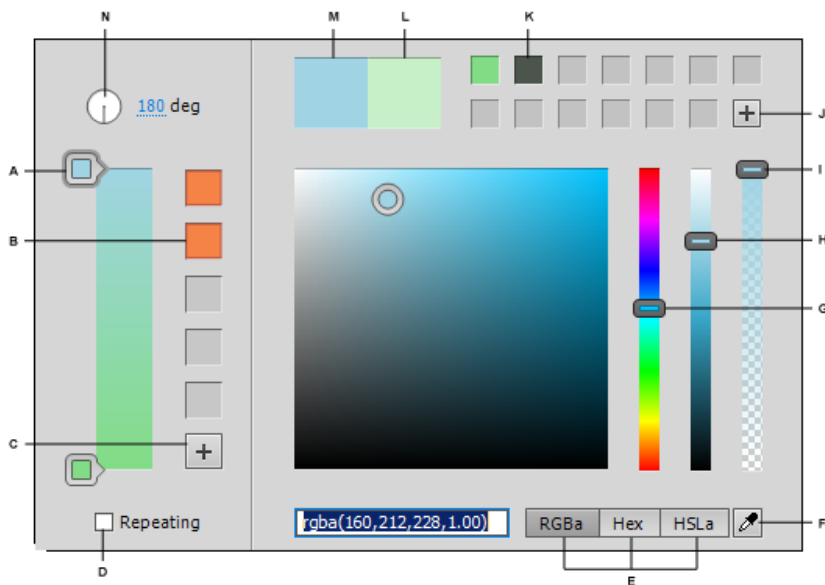 N
M
L
K
180 deg
J
A
I
B
H
G
C
Repeating
rgba(160,212,228,1.00)
RGBa
Hex
HSLa
F
D
E